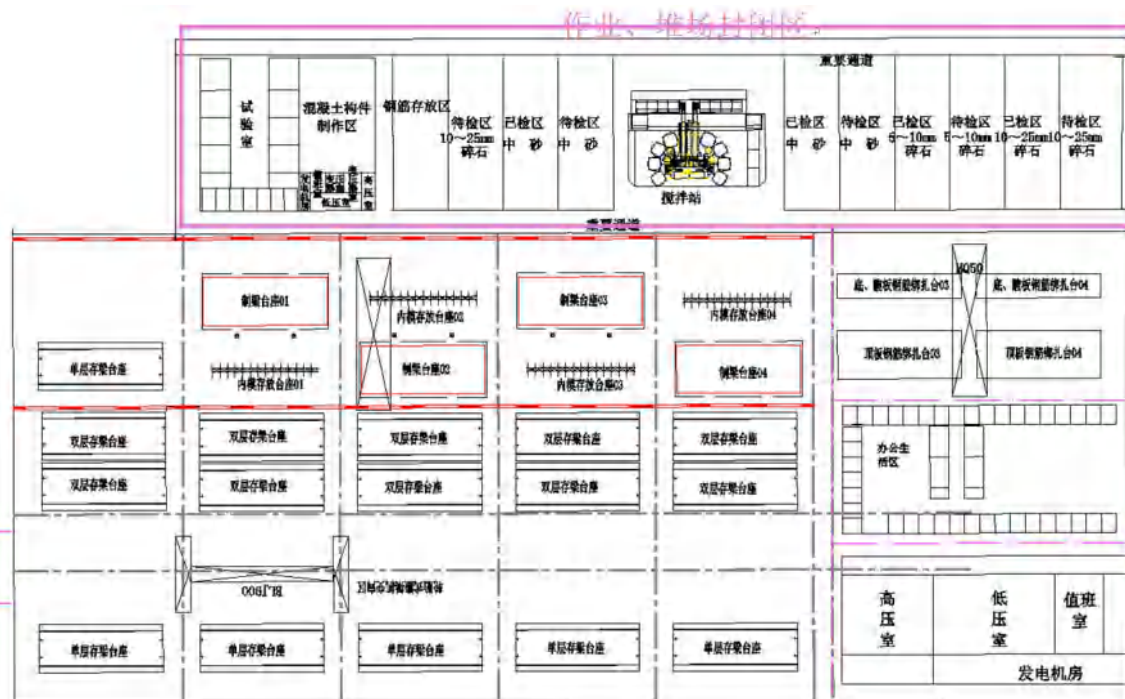 作业、堆场封闭区
重要通道
试验室
混凝土构件
制作区
钢筋存放区
待检区
10～25mm
碎石
已检区
中 砂
待检区
中 砂
搅拌站
已检区
中 砂
待检区
中 砂
已检区
5～10mm
碎石
待检区
5～10mm
碎石
已检区
10～25mm
碎石
待检区
10～25mm
碎石
低压室
高压室
重要通道
制梁台座01
内模存放台座02
制梁台座03
内模存放台座04
单层存梁台座
内模存放台座01
制梁台座02
内模存放台座03
制梁台座04
底、腹板钢筋绑扎台03
底、腹板钢筋绑扎台04
顶板钢筋绑扎台03
顶板钢筋绑扎台04
双层存梁台座
双层存梁台座
双层存梁台座
双层存梁台座
双层存梁台座
双层存梁台座
双层存梁台座
双层存梁台座
双层存梁台座
双层存梁台座
办公生
活区
单层存梁台座
单层存梁台座
单层存梁台座
单层存梁台座
单层存梁台座
高压室
低压室
值班室
发电机房